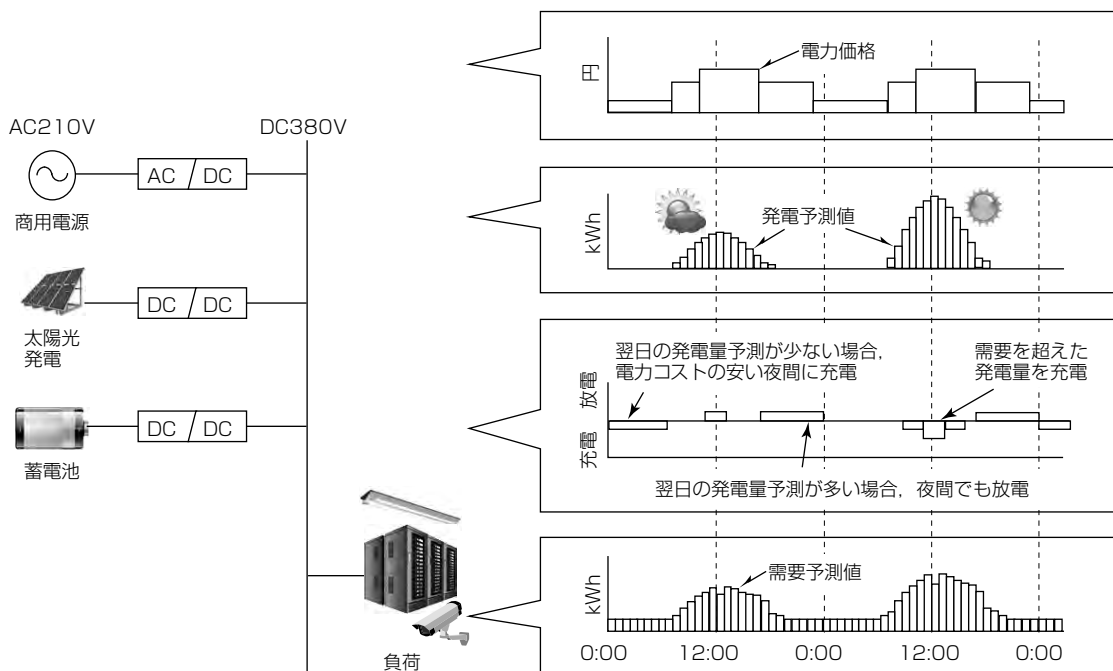 AC210V
DC380V
AC / DC
商用電源
DC / DC
太陽光
発電
DC / DC
蓄電池
負荷
円
電力価格
kWh
発電予測値
放電
充電
翌日の発電量予測が少ない場合，
電力コストの安い夜間に充電
需要を超えた
発電量を充電
翌日の発電量予測が多い場合，夜間でも放電
kWh
需要予測値
0:00 12:00 0:00 12:00 0:00